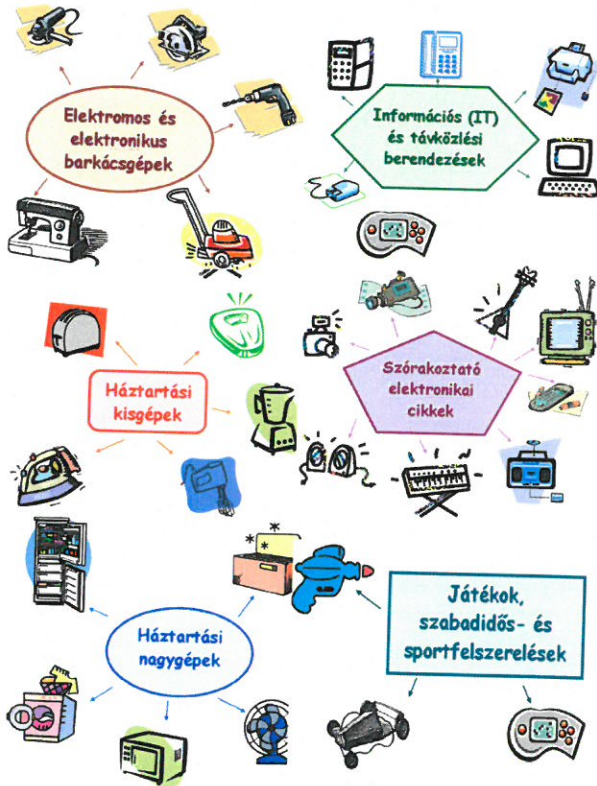 Elektromos és
elektronikus
barkácsgépek
Információs (IT)
és távközlési
berendezések
Háztartási
kisgépek
Szórakoztató
elektronikai
cikkek
Háztartási
nagygépek
Játékok,
szabadidős- és
sportfelszerelések